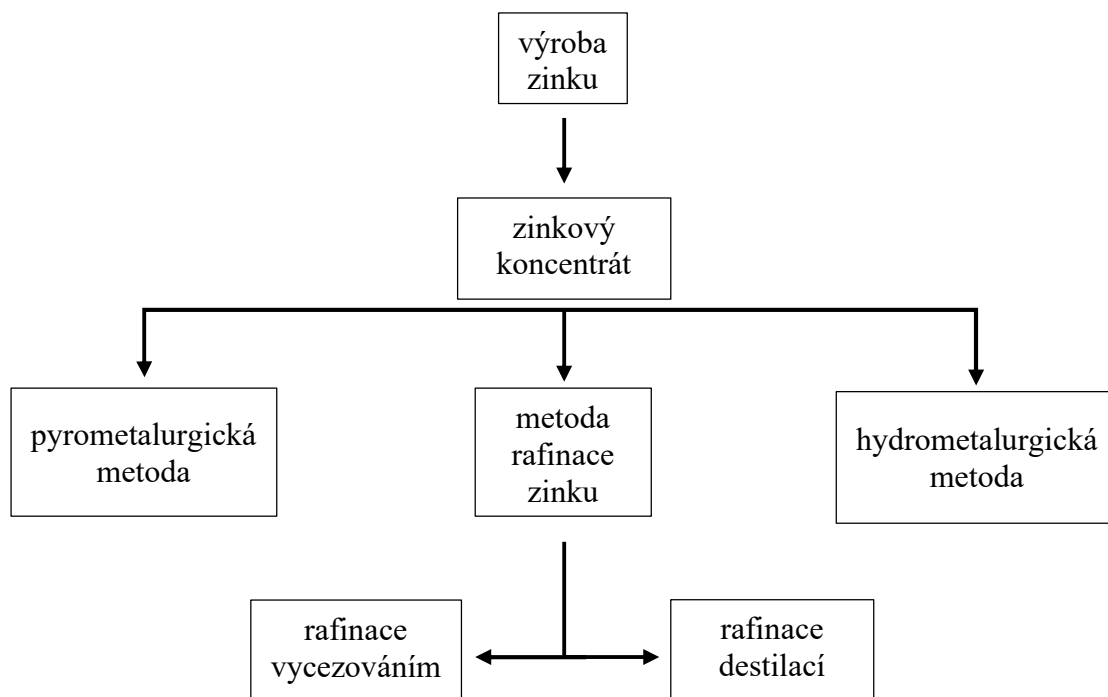 výroba
zinku
zinkový
koncentrát
pyrometalurgická
metoda
metoda
rafinace
zinku
hydrometalurgická
metoda
rafinace
vycezováním
rafinace
destilací